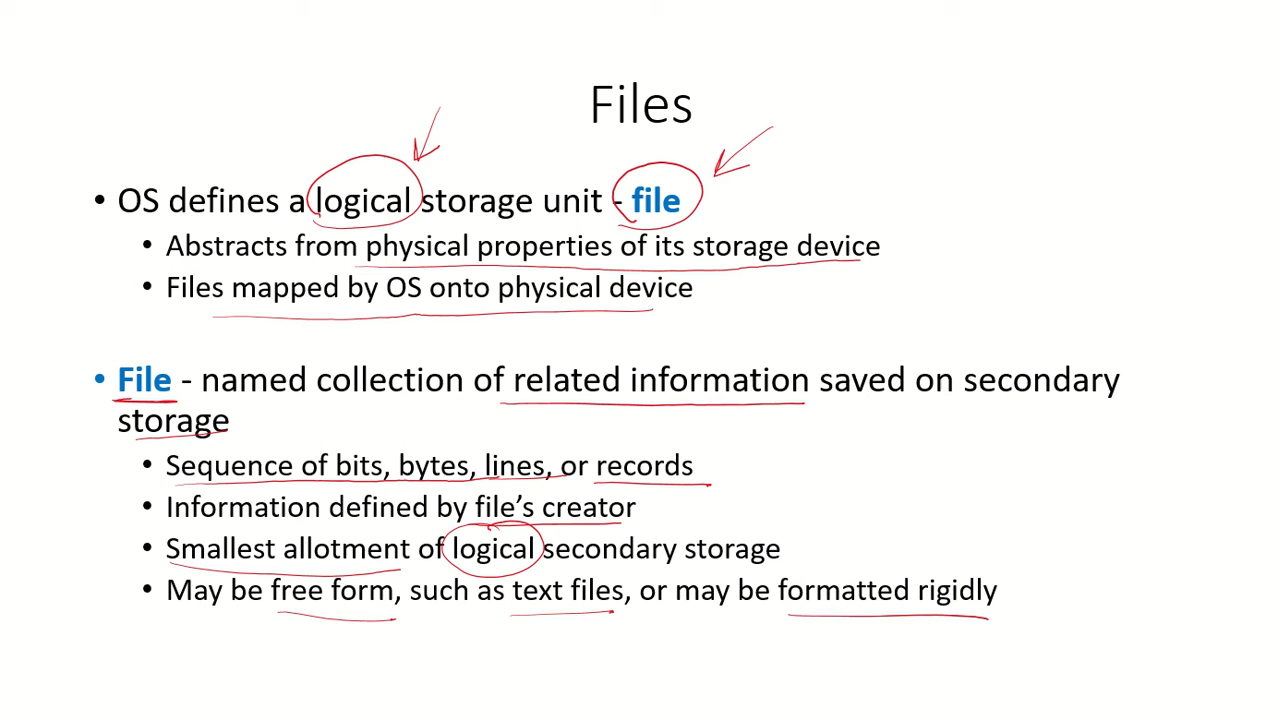 Files
• OS defines a logical storage unit - file
• Abstracts from physical properties of its storage device
• Files mapped by OS onto physical device
• File - named collection of related information saved on secondary
storage
• Sequence of bits, bytes, lines, or records
• Information defined by file’s creator
• Smallest allotment of logical secondary storage
• May be free form, such as text files, or may be formatted rigidly